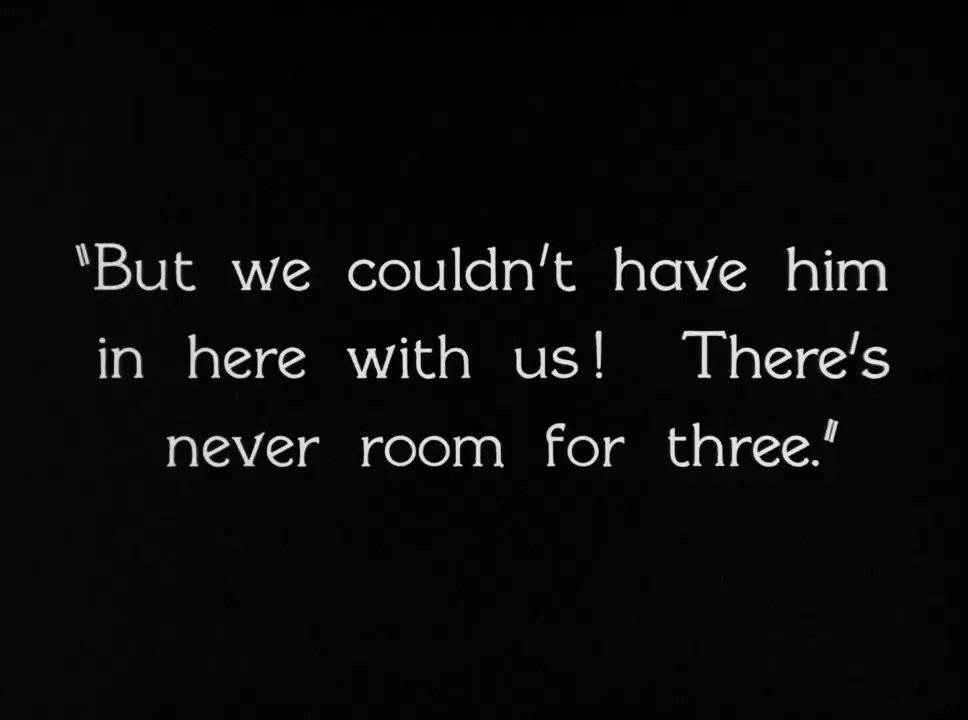 "But we couldn't have him
in here with us! There's
never room for three."